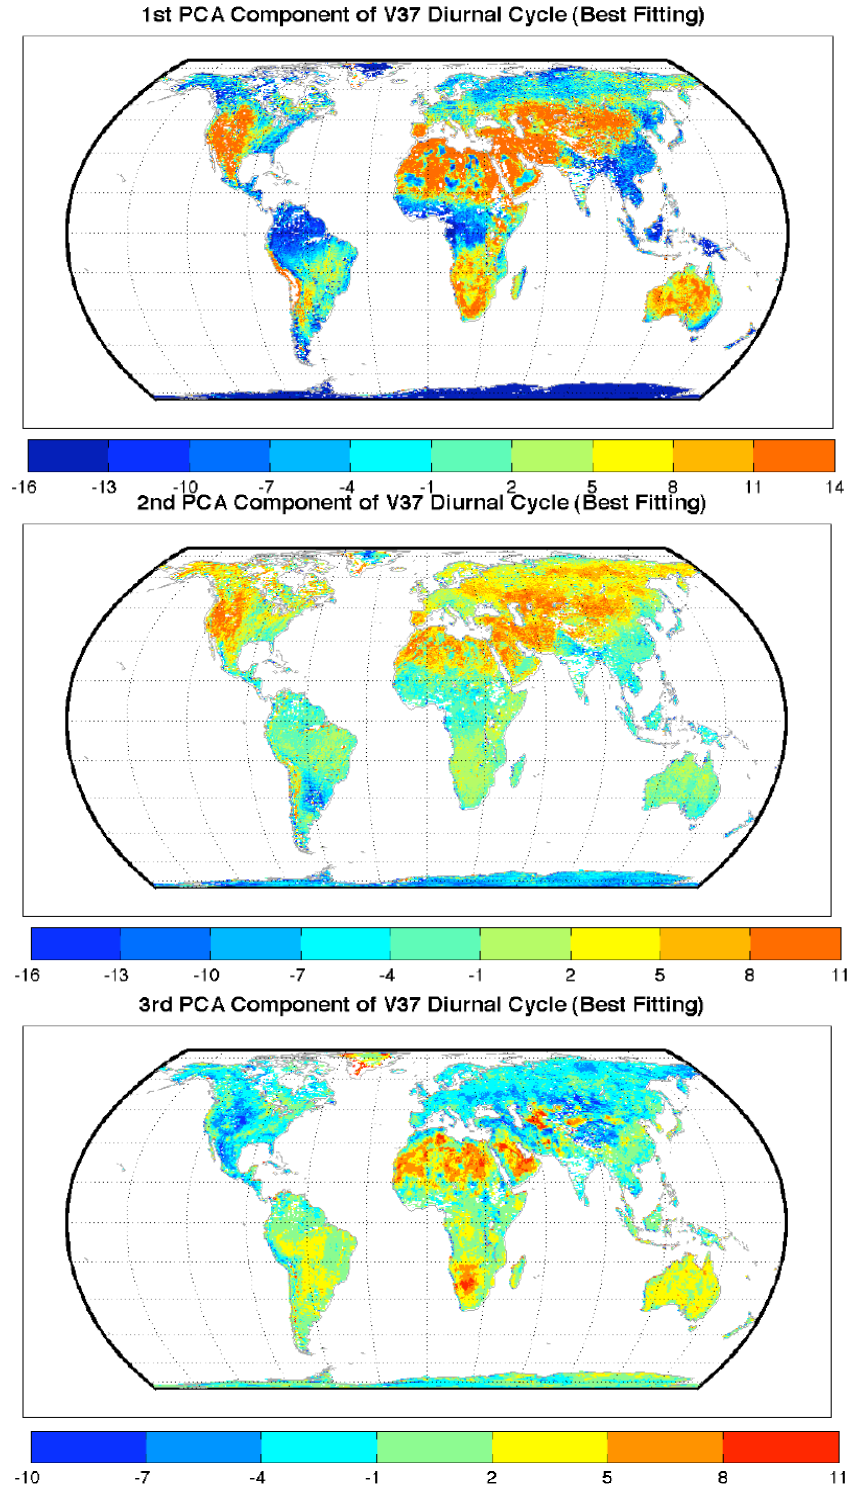 1st PCA Component of V37 Diurnal Cycle (Best Fitting)
-16 -13 -10 -7 -4 -1 2 5 8 11 14
2nd PCA Component of V37 Diurnal Cycle (Best Fitting)
-16 -13 -10 -7 -4 -1 2 5 8 11
3rd PCA Component of V37 Diurnal Cycle (Best Fitting)
-10 -7 -4 -1 2 5 8 11